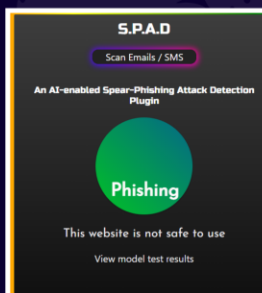 S.P.A.D
Scan Emails / SMS
An AI-enabled Spear-Phishing Attack Detection
Plugin
Phishing
This website is not safe to use
View model test results